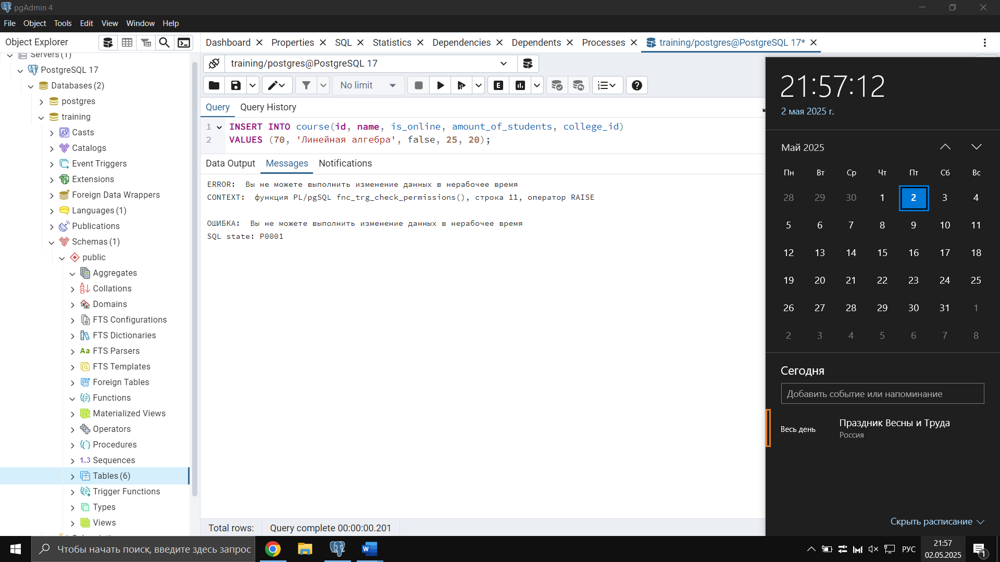 pgAdmin 4
File Object Tools Edit View Window Help
Object Explorer
Servers (1)
PostgreSQL 17
Databases (2)
postgres
training
Casts
Catalogs
Event Triggers
Extensions
Foreign Data Wrappers
Languages (1)
Publications
Schemas (1)
public
Aggregates
Collations
Domains
FTS Configurations
FTS Dictionaries
Aa FTS Parsers
FTS Templates
Foreign Tables
Functions
Materialized Views
Operators
Procedures
1..3 Sequences
Tables (6)
Trigger Functions
Types
Views
Dashboard Properties SQL Statistics Dependencies Dependents Processes training/postgres@PostgreSQL 17*
training/postgres@PostgreSQL 17
No limit
E
Query Query History
1 INSERT INTO course(id, name, is_online, amount_of_students, college_id)
2 VALUES (70, 'Линейная алгебра', false, 25, 20);
Data Output Messages Notifications
ERROR: Вы не можете выполнить изменение данных в нерабочее время
CONTEXT: функция PL/pgSQL fnc_trg_check_permissions(), строка 11, оператор RAISE
ОШИБКА: Вы не можете выполнить изменение данных в нерабочее время
SQL state: P0001
Total rows: Query complete 00:00:00.201
21:57:12
2 мая 2025 г.
Май 2025
Пн Вт Ср Чт Пт Сб Вс
28 29 30 1 2 3 4
5 6 7 8 9 10 11
12 13 14 15 16 17 18
19 20 21 22 23 24 25
26 27 28 29 30 31 1
2 3 4 5 6 7 8
Сегодня
Добавить событие или напоминание
Весь день Праздник Весны и Труда
Россия
Скрыть расписание
Чтобы начать поиск, введите здесь запрос
W
РУС
21:57
02.05.2025
1